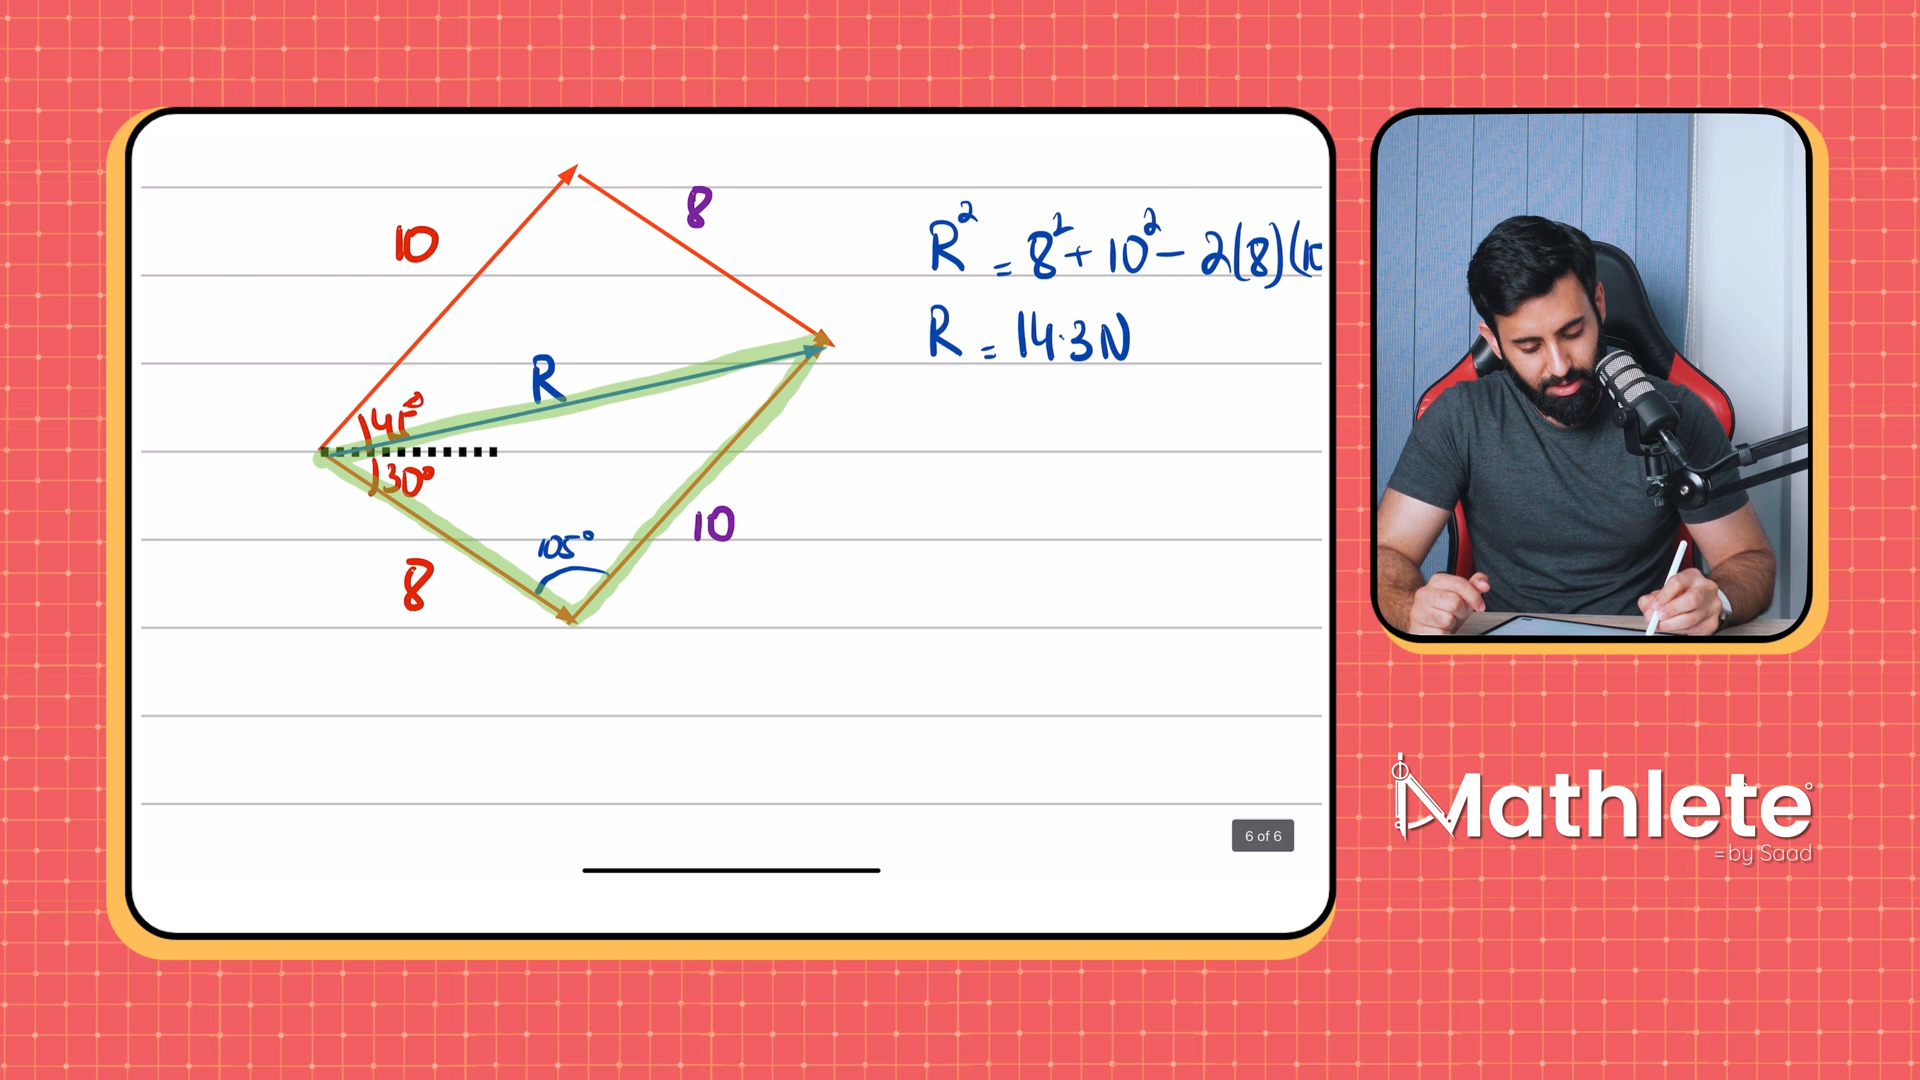 10
8
R² = 8² + 10² - 2(8)(10
R = 14.3N
R
45°
30°
10
105°
8
6 of 6
Mathlete
= by Saad